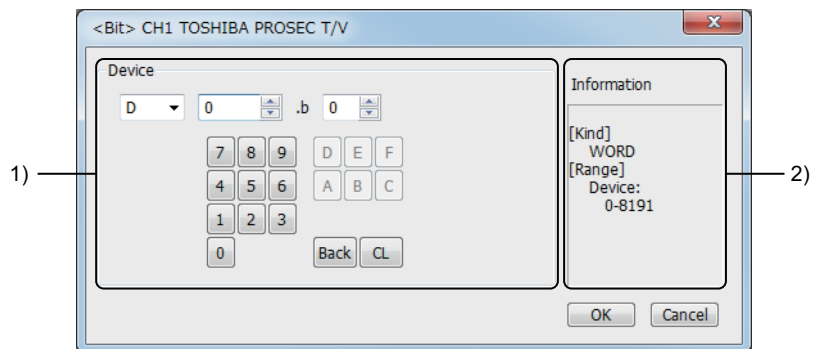 <Bit> CH1 TOSHIBA PROSEC T/V
x
Device
D 0 .b 0
7 8 9 D E F
4 5 6 A B C
1 2 3
0 Back CL
Information
[Kind]
WORD
[Range]
Device:
0-8191
OK Cancel
1)
2)